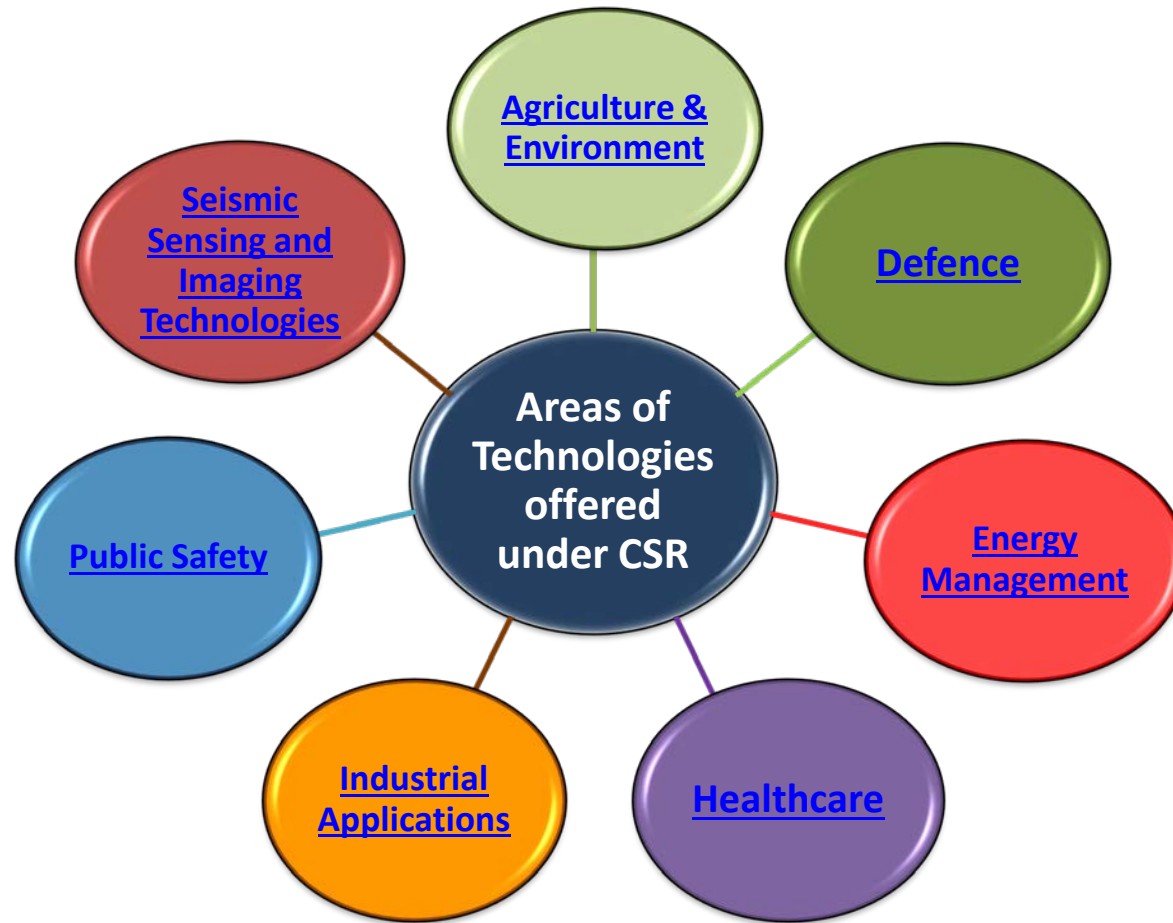 Agriculture &
Environment
Defence
Energy
Management
Healthcare
Industrial
Applications
Public Safety
Seismic
Sensing and
Imaging
Technologies
Areas of
Technologies
offered
under CSR